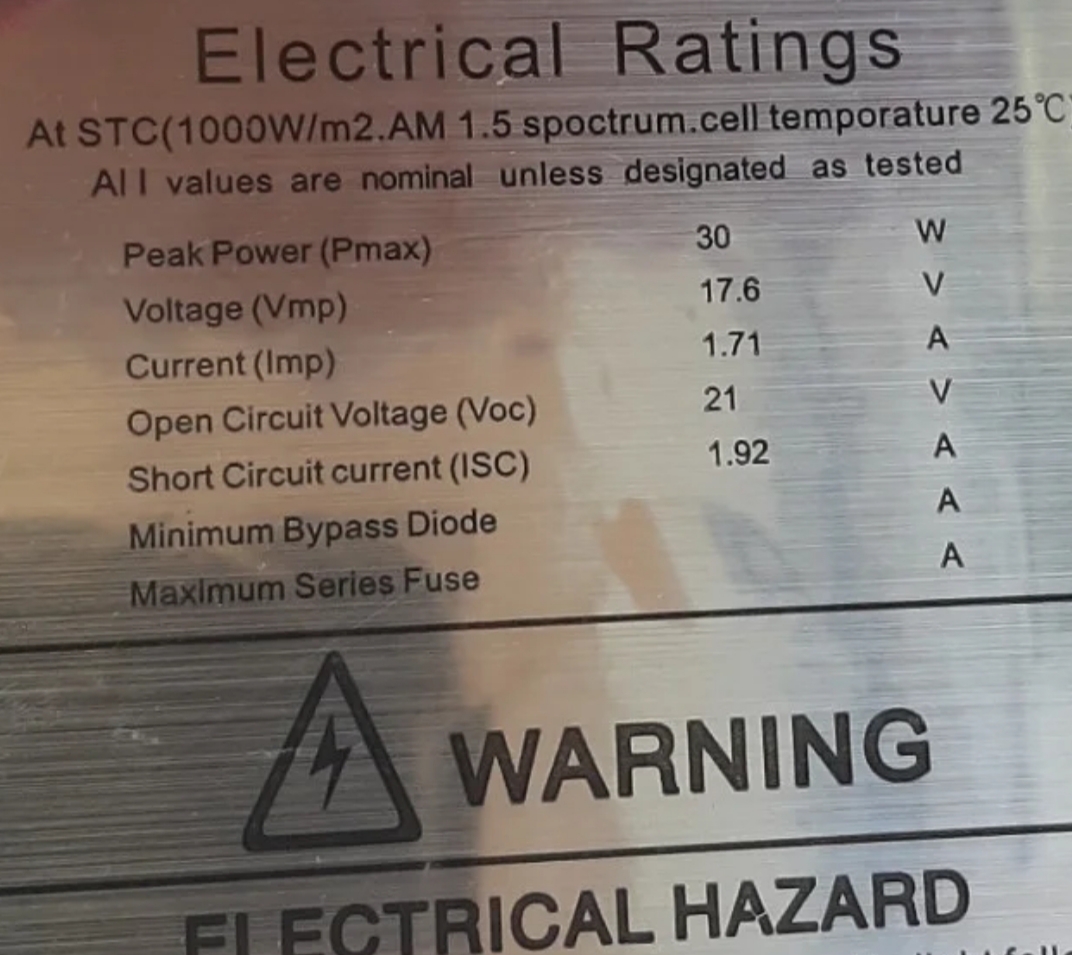 Electrical Ratings
At STC(1000W/m2.AM 1.5 spoctrum.cell temporature 25℃)
All values are nominal unless designated as tested
Peak Power (Pmax) 30 W
Voltage (Vmp) 17.6 V
Current (Imp) 1.71 A
Open Circuit Voltage (Voc) 21 V
Short Circuit current (ISC) 1.92 A
Minimum Bypass Diode A
Maximum Series Fuse A
WARNING
ELECTRICAL HAZARD